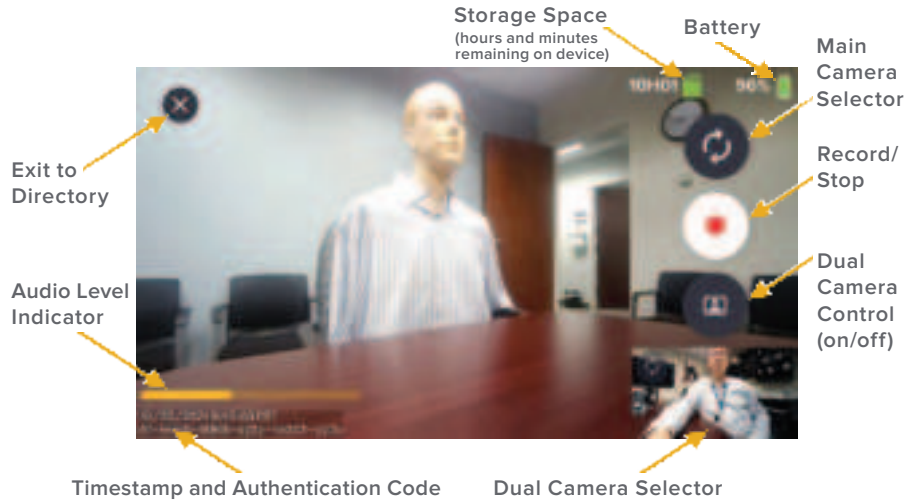 Storage Space
(hours and minutes
remaining on device)
Battery
Main
Camera
Selector
10H01
96%
Exit to
Directory
Record/
Stop
Audio Level
Indicator
Dual
Camera
Control
(on/off)
Timestamp and Authentication Code
Dual Camera Selector